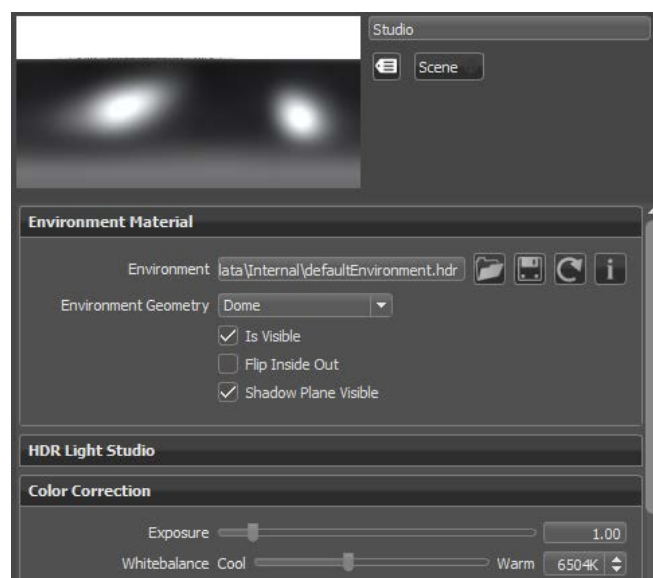 Studio
Scene
Environment Material
Environment lata\Internal\defaultEnvironment.hdr
Environment Geometry Dome
Is Visible
Flip Inside Out
Shadow Plane Visible
HDR Light Studio
Color Correction
Exposure 1.00
Whitebalance Cool Warm 6504K